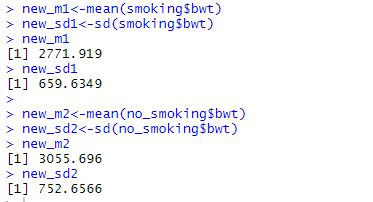 > new_m1<-mean(smoking$bwt)
> new_sd1<-sd(smoking$bwt)
> new_m1
[1] 2771.919
> new_sd1
[1] 659.6349
>
> new_m2<-mean(no_smoking$bwt)
> new_sd2<-sd(no_smoking$bwt)
> new_m2
[1] 3055.696
> new_sd2
[1] 752.6566
>